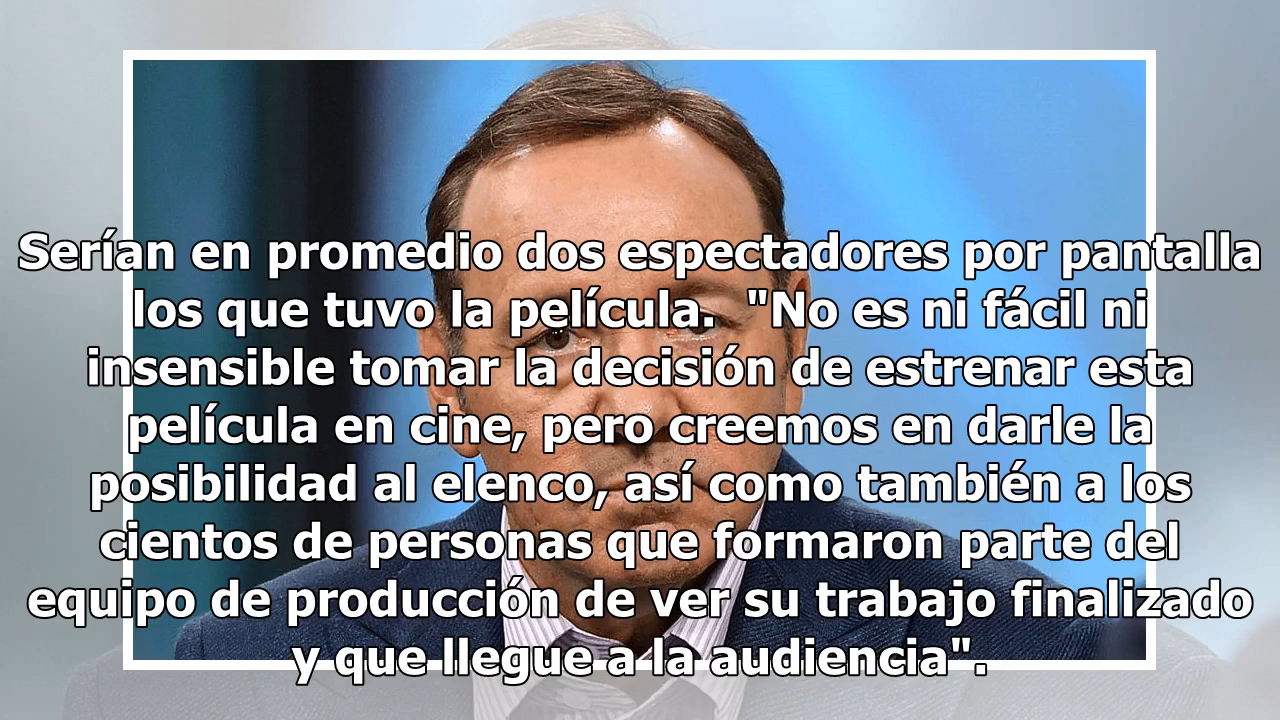 Serían en promedio dos espectadores por pantalla
los que tuvo la película.  "No es ni fácil ni
insensible tomar la decisión de estrenar esta
película en cine, pero creemos en darle la
posibilidad al elenco, así como también a los
cientos de personas que formaron parte del
equipo de producción de ver su trabajo finalizado
y que llegue a la audiencia".